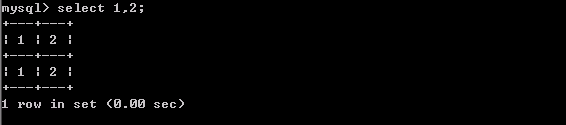 mysql> select 1,2;
+---+---+
¦ 1 ¦ 2 ¦
+---+---+
¦ 1 ¦ 2 ¦
+---+---+
1 row in set (0.00 sec)